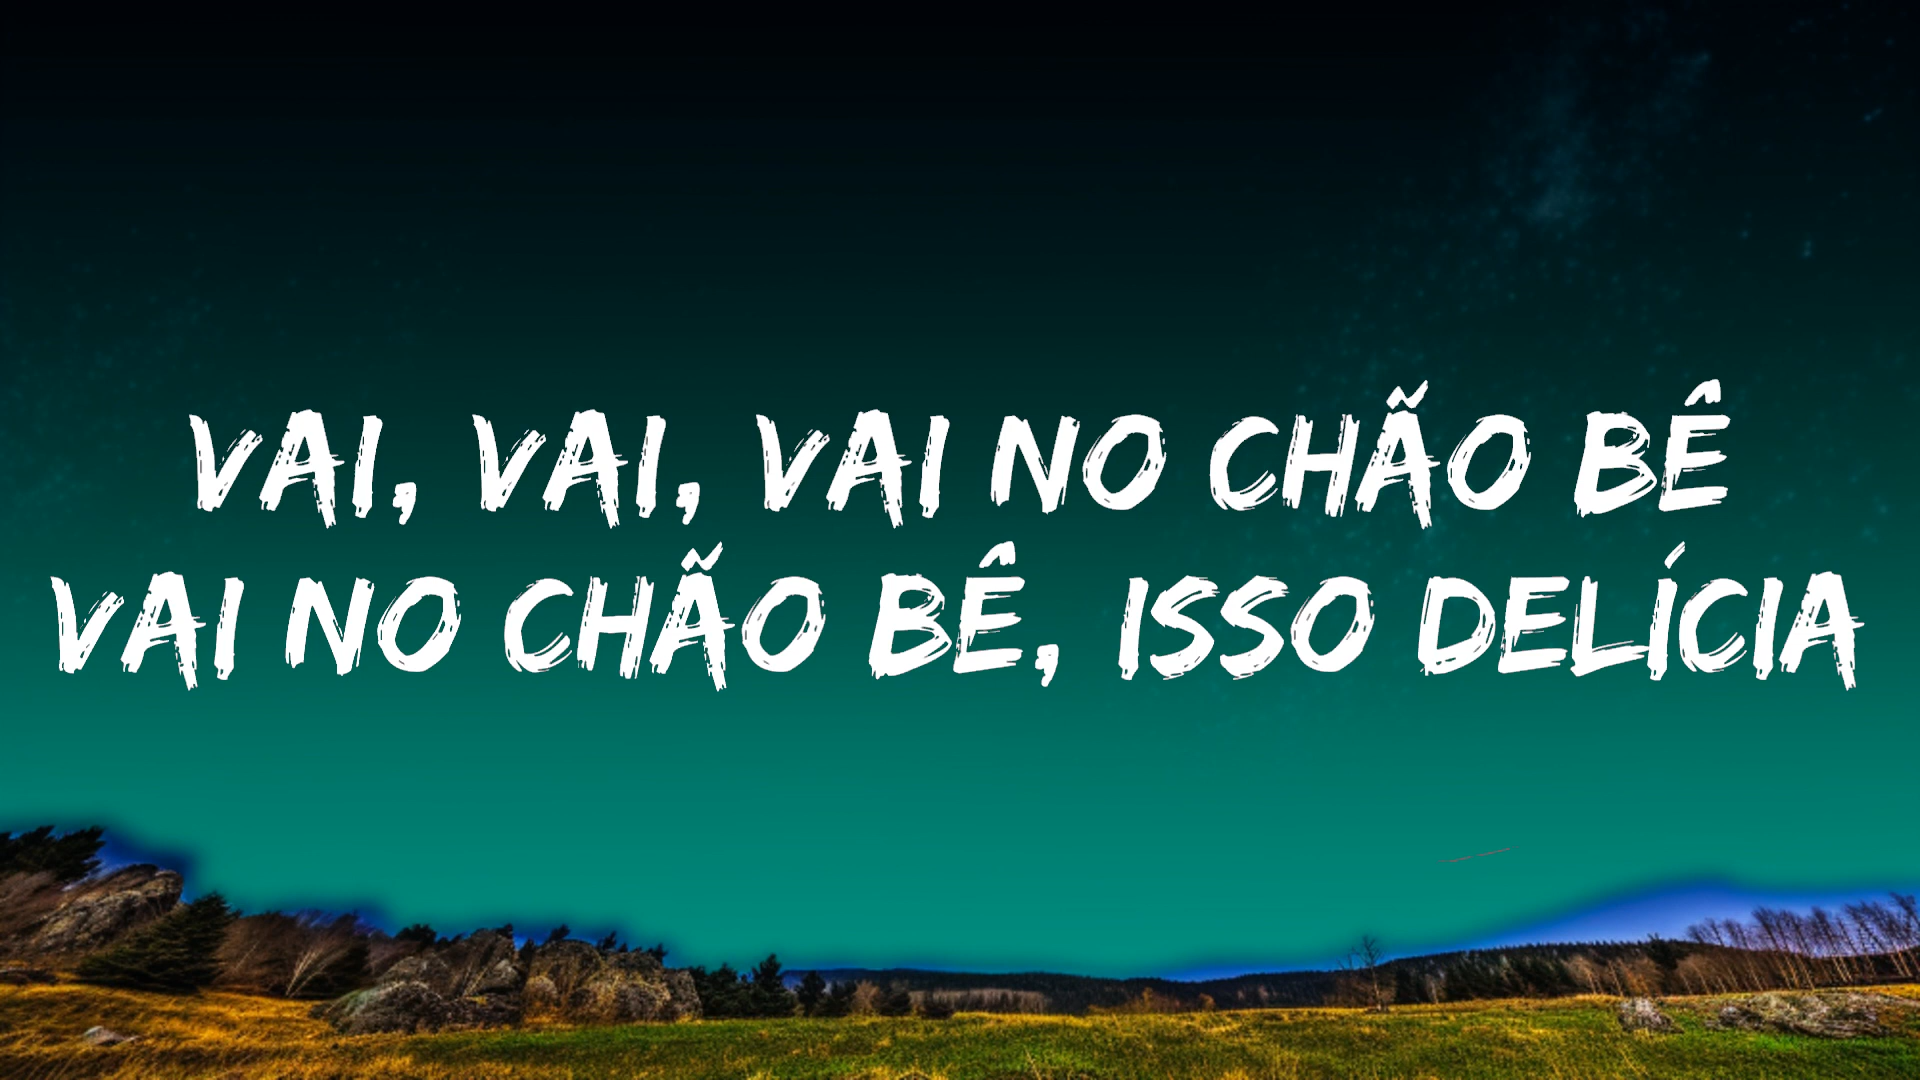 VAI, VAI, VAI NO CHÃO BÊ
VAI NO CHÃO BÊ, ISSO DELÍCIA